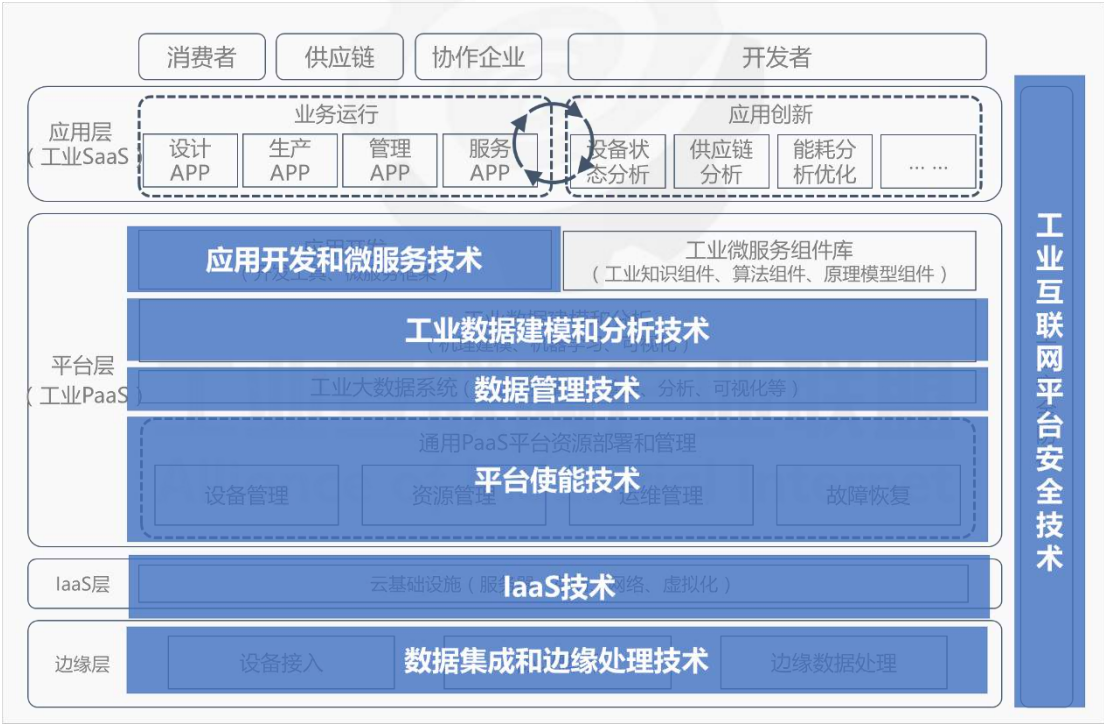 消费者
供应链
协作企业
开发者
应用层
（工业SaaS）
业务运行
设计
APP
生产
APP
管理
APP
服务
APP
应用创新
设备状
态分析
供应链
分析
能耗分
析优化
... ...
平台层
（工业PaaS）
应用开发和微服务技术
工业微服务组件库
（工业知识组件、算法组件、原理模型组件）
工业数据建模和分析技术
工业大数据系统（
数据管理技术
分析、可视化等）
通用PaaS平台资源部署和管理
平台使能技术
设备管理
资源管理
运维管理
故障恢复
IaaS层
云基础设施（服务器
IaaS技术
网络、虚拟化）
边缘层
设备接入
数据集成和边缘处理技术
边缘数据处理
工业互联网平台安全技术